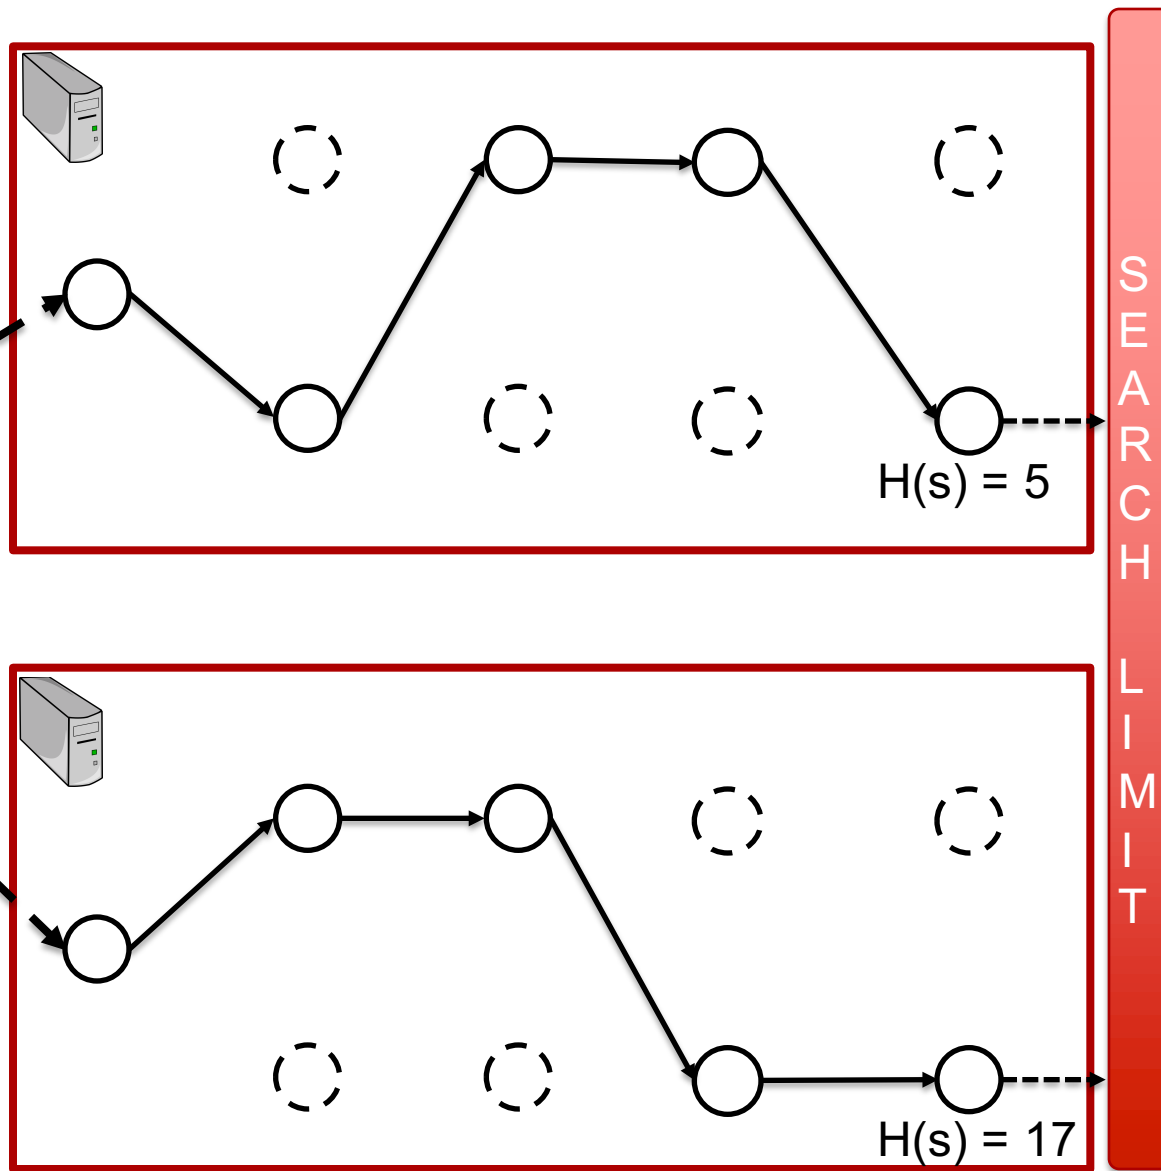 H(s) = 5
H(s) = 17
SEARCH LIMIT